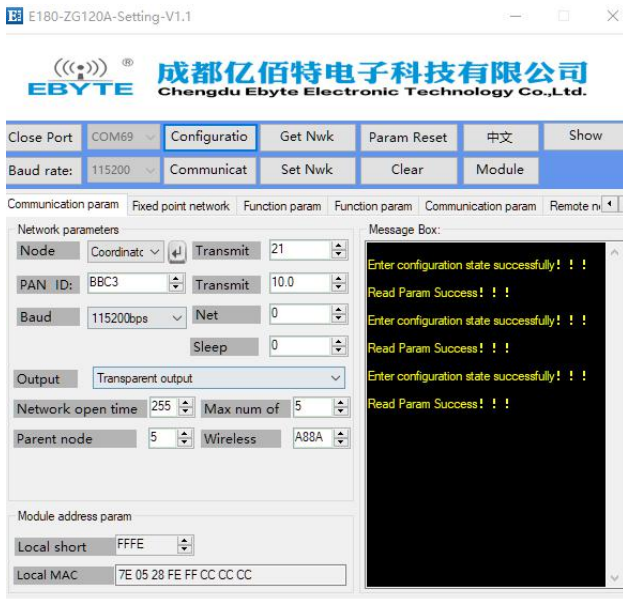 E180-ZG120A-Setting-V1.1
EBYTE ®
成都亿佰特电子科技有限公司
Chengdu Ebyte Electronic Technology Co.,Ltd.
Close Port COM69 Configuratio Get Nwk Param Reset 中文 Show
Baud rate: 115200 Communicat Set Nwk Clear Module
Communication param Fixed point network Function param Function param Communication param Remote
Network parameters
Node Coordinatc Transmit 21
PAN ID: BBC3 Transmit 10.0
Baud 115200bps Net 0
Sleep 0
Output Transparent output
Network open time 255 Max num of 5
Parent node 5 Wireless A88A
Module address param
Local short FFFE
Local MAC 7E 05 28 FE FF CC CC CC
Message Box:
Enter configuration state successfully！！！
Read Param Success！！！
Enter configuration state successfully！！！
Read Param Success！！！
Enter configuration state successfully！！！
Read Param Success！！！